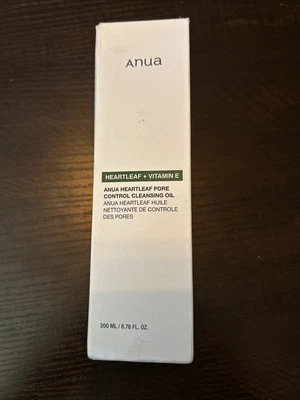 Anua
HEARTLEAF + VITAMIN E
ANUA HEARTLEAF PORE
CONTROL CLEANSING OIL
ANUA HEARTLEAF HUILE
NETTOYANTE DE CONTROLE
DES PORES
200 ML / 6.76 FL. OZ.